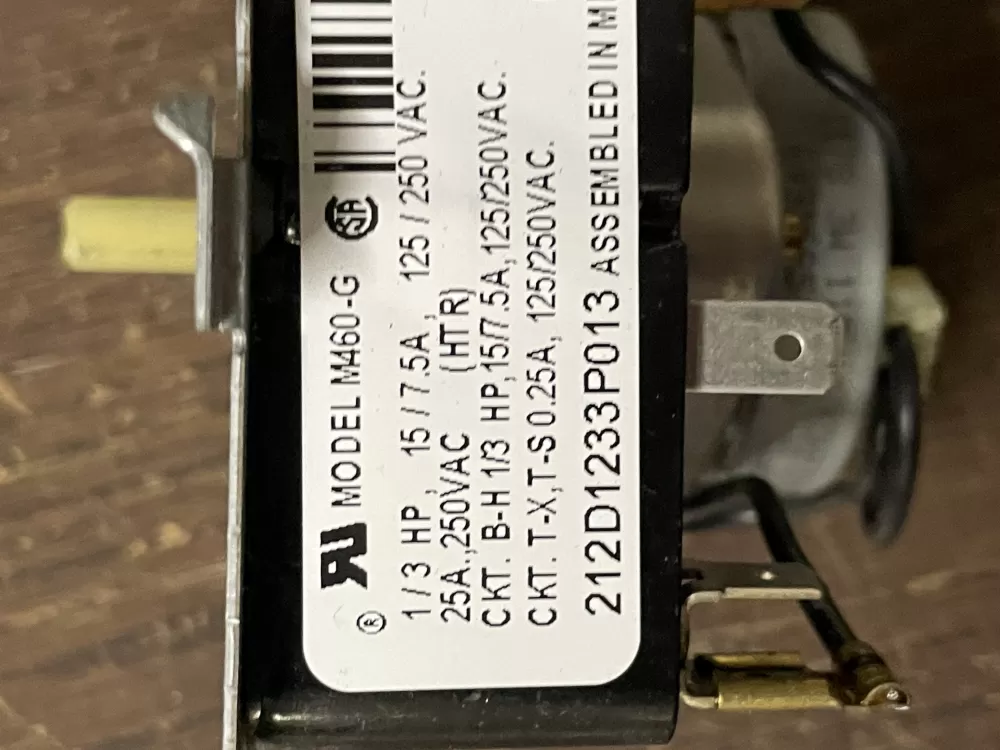 MODEL M460-G
1/3 HP, 15/7.5A, 125/250 VAC.
25A.,250VAC (HTR)
CKT. B-H 1/3 HP,15/7.5A,125/250VAC.
CKT. T-X,T-S 0.25A, 125/250VAC.
212D1233P013 ASSEMBLED IN